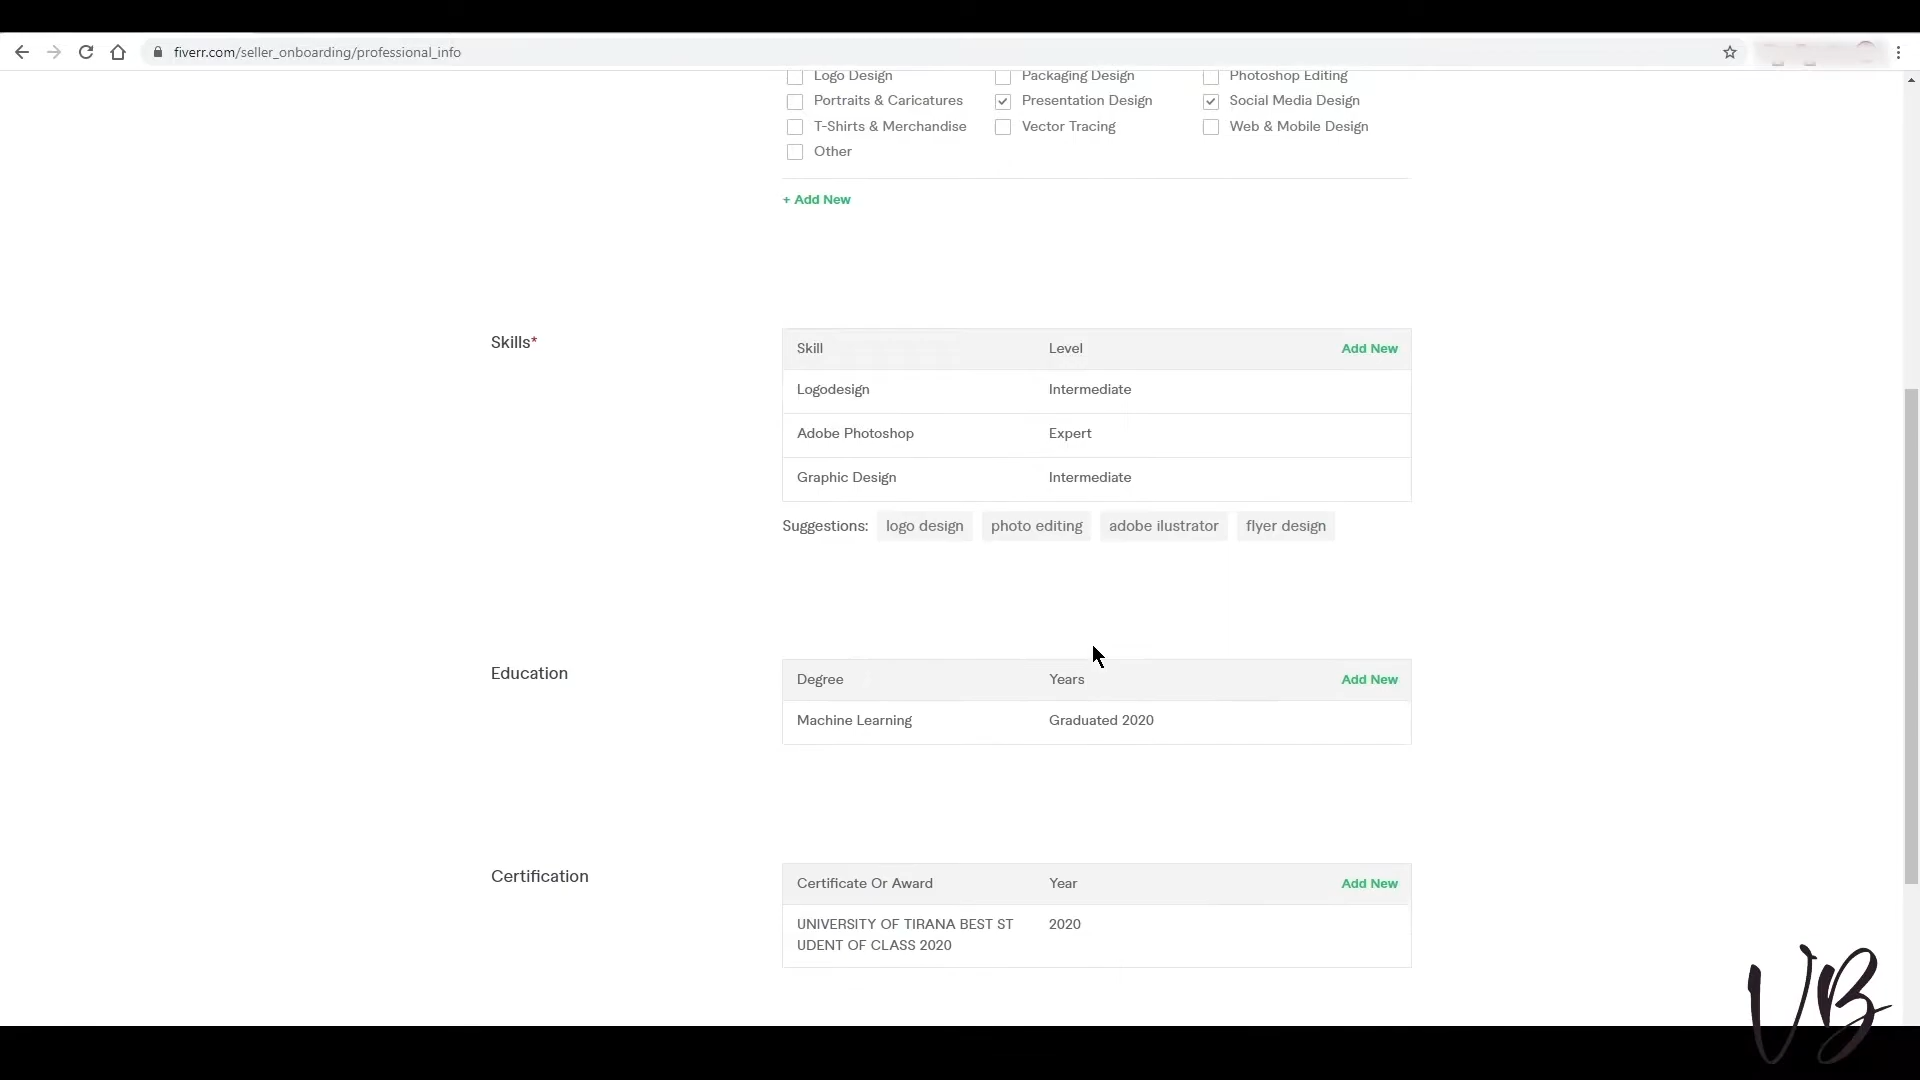 fiverr.com/seller_onboarding/professional_info
Logo Design Packaging Design Photoshop Editing
Portraits & Caricatures Presentation Design Social Media Design
T-Shirts & Merchandise Vector Tracing Web & Mobile Design
Other
+ Add New
Skills*
Skill Level Add New
Logodesign Intermediate
Adobe Photoshop Expert
Graphic Design Intermediate
Suggestions: logo design photo editing adobe ilustrator flyer design
Education
Degree Years Add New
Machine Learning Graduated 2020
Certification
Certificate Or Award Year Add New
UNIVERSITY OF TIRANA BEST ST 2020
UDENT OF CLASS 2020
VB